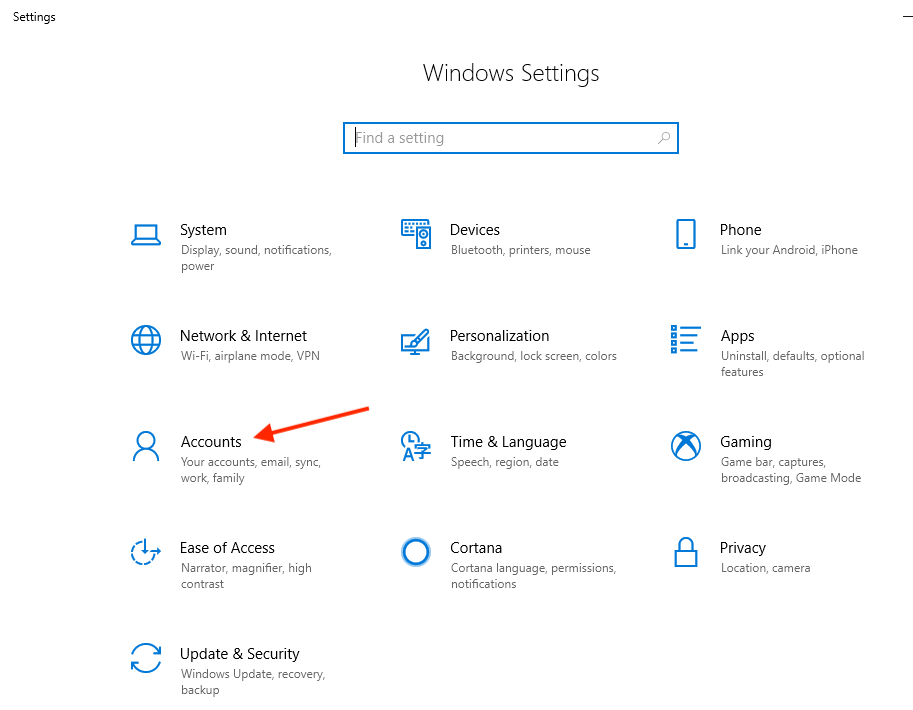 Settings
Windows Settings
Find a setting
System
Display, sound, notifications,
power
Devices
Bluetooth, printers, mouse
Phone
Link your Android, iPhone
Network & Internet
Wi-Fi, airplane mode, VPN
Personalization
Background, lock screen, colors
Apps
Uninstall, defaults, optional
features
Accounts
Your accounts, email, sync,
work, family
Time & Language
Speech, region, date
Gaming
Game bar, captures,
broadcasting, Game Mode
Ease of Access
Narrator, magnifier, high
contrast
Cortana
Cortana language, permissions,
notifications
Privacy
Location, camera
Update & Security
Windows Update, recovery,
backup